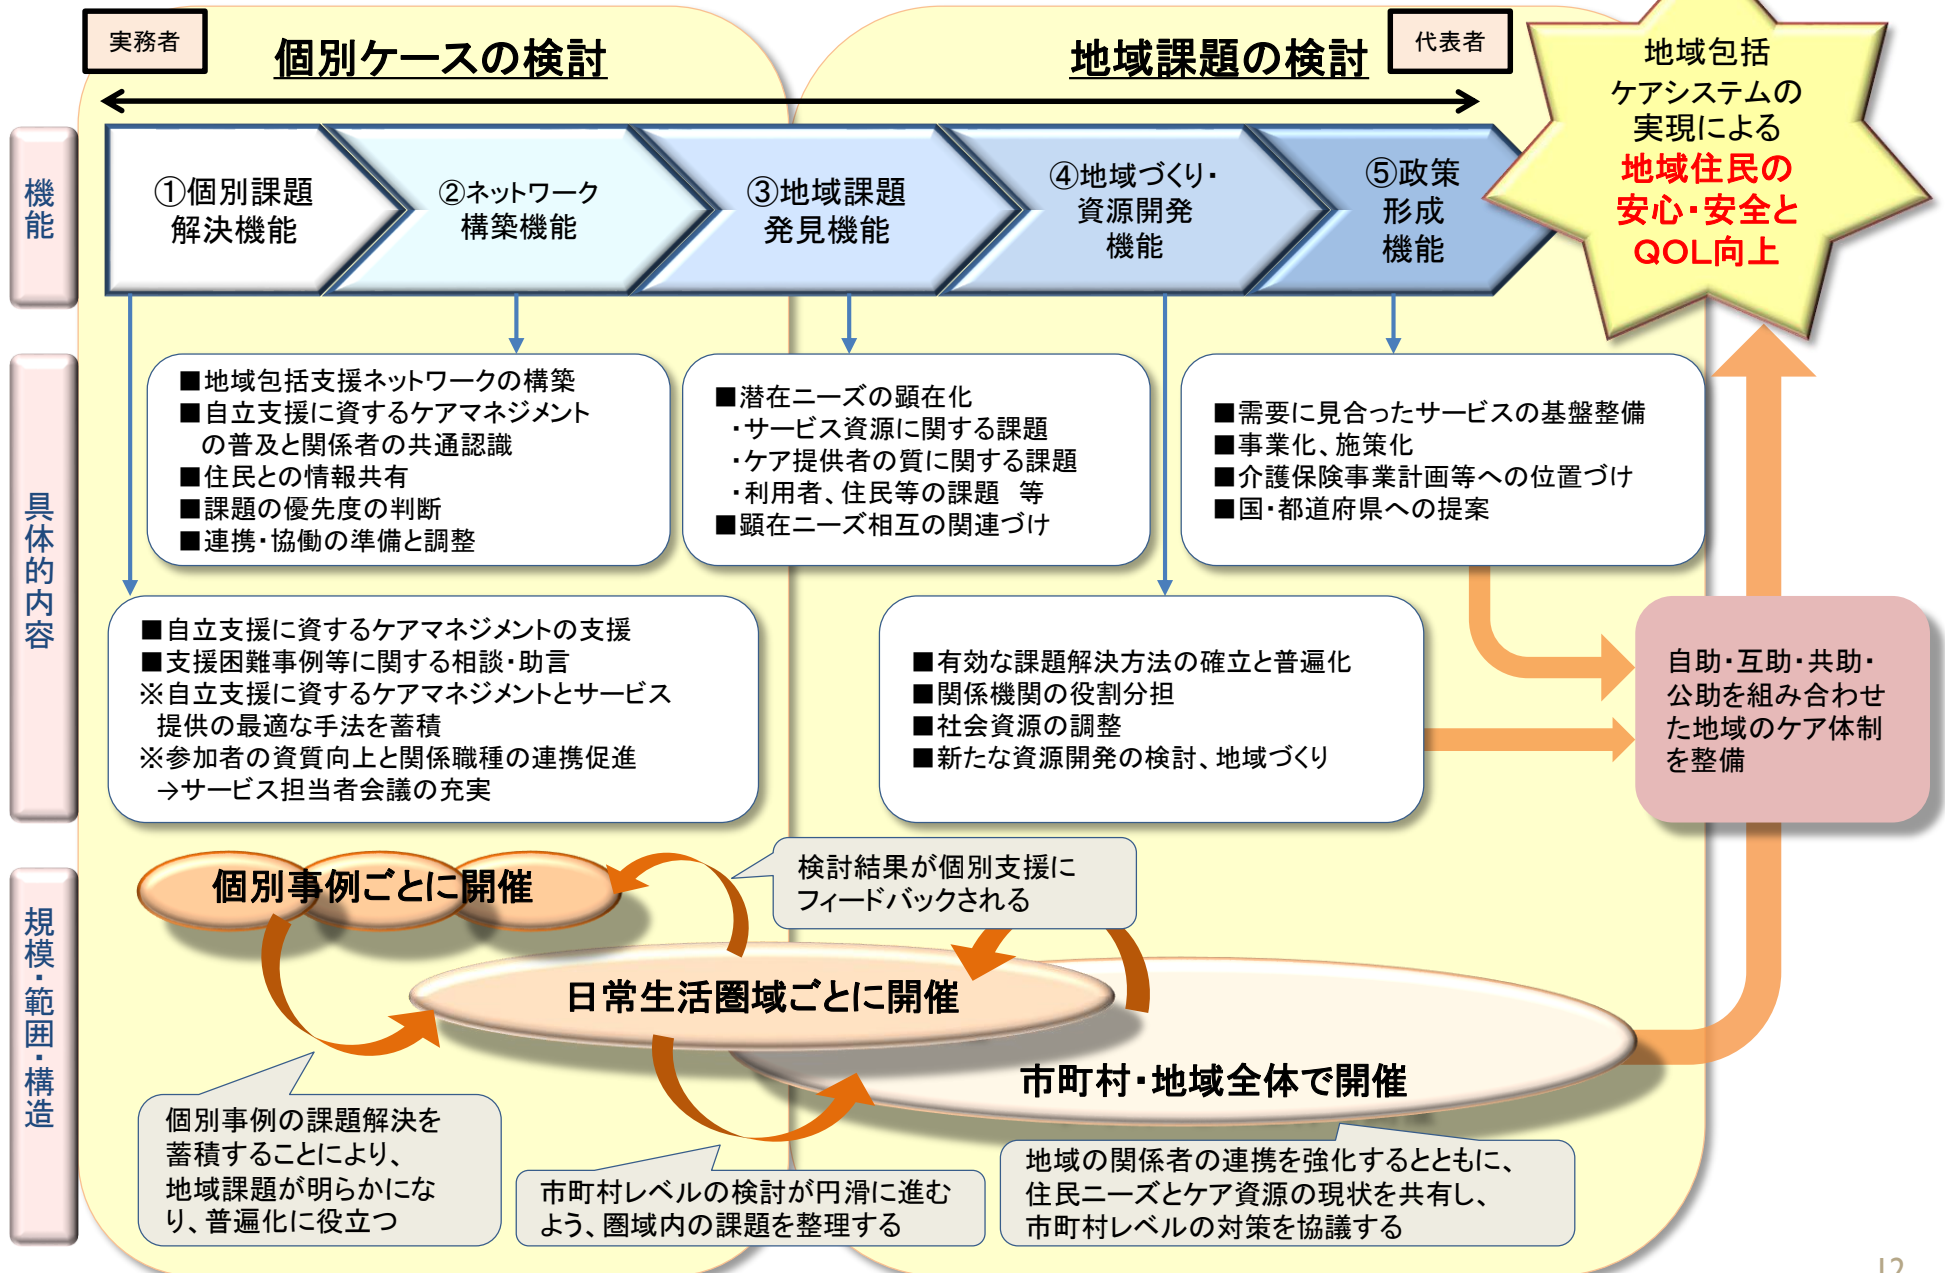 実務者
個別ケースの検討
地域課題の検討
代表者
地域包括
ケアシステムの
実現による
地域住民の
安心・安全と
QOL向上
機能
①個別課題
解決機能
②ネットワーク
構築機能
③地域課題
発見機能
④地域づくり・
資源開発
機能
⑤政策
形成
機能
具体的内容
■地域包括支援ネットワークの構築
■自立支援に資するケアマネジメント
の普及と関係者の共通認識
■住民との情報共有
■課題の優先度の判断
■連携・協働の準備と調整
■潜在ニーズの顕在化
・サービス資源に関する課題
・ケア提供者の質に関する課題
・利用者、住民等の課題　等
■顕在ニーズ相互の関連づけ
■需要に見合ったサービスの基盤整備
■事業化、施策化
■介護保険事業計画等への位置づけ
■国・都道府県への提案
■自立支援に資するケアマネジメントの支援
■支援困難事例等に関する相談・助言
※自立支援に資するケアマネジメントとサービス
提供の最適な手法を蓄積
※参加者の資質向上と関係職種の連携促進
→サービス担当者会議の充実
■有効な課題解決方法の確立と普遍化
■関係機関の役割分担
■社会資源の調整
■新たな資源開発の検討、地域づくり
自助・互助・共助・
公助を組み合わせ
た地域のケア体制
を整備
規模・範囲・構造
個別事例ごとに開催
検討結果が個別支援に
フィードバックされる
日常生活圏域ごとに開催
市町村・地域全体で開催
個別事例の課題解決を
蓄積することにより、
地域課題が明らかにな
り、普遍化に役立つ
市町村レベルの検討が円滑に進む
よう、圏域内の課題を整理する
地域の関係者の連携を強化するとともに、
住民ニーズとケア資源の現状を共有し、
市町村レベルの対策を協議する
12